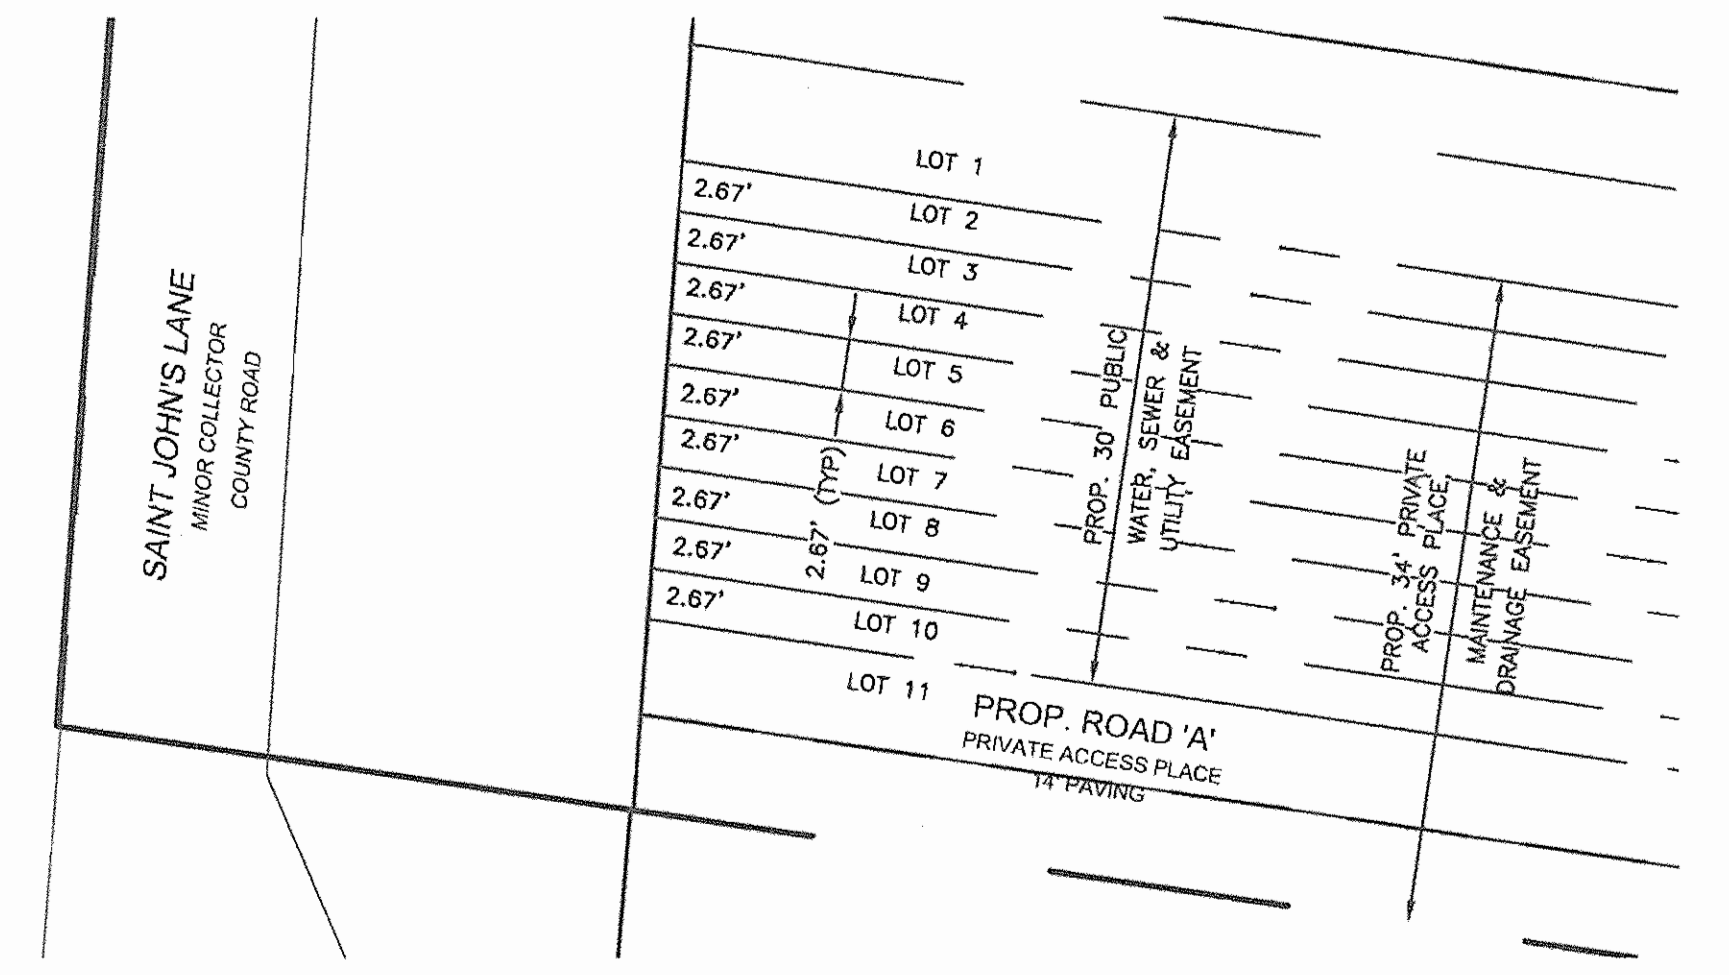 SAINT JOHN'S LANE
MINOR COLLECTOR
COUNTY ROAD
LOT 1
2.67'
LOT 2
2.67'
LOT 3
2.67'
LOT 4
2.67'
LOT 5
2.67'
LOT 6
2.67'
LOT 7
2.67'
LOT 8
2.67'
LOT 9
2.67'
LOT 10
LOT 11
2.67' (TYP)
PROP. 30' PUBLIC
WATER, SEWER &
UTILITY EASEMENT
PROP. 34' PRIVATE
ACCESS PLACE,
MAINTENANCE &
DRAINAGE EASEMENT
PROP. ROAD 'A'
PRIVATE ACCESS PLACE
14' PAVING